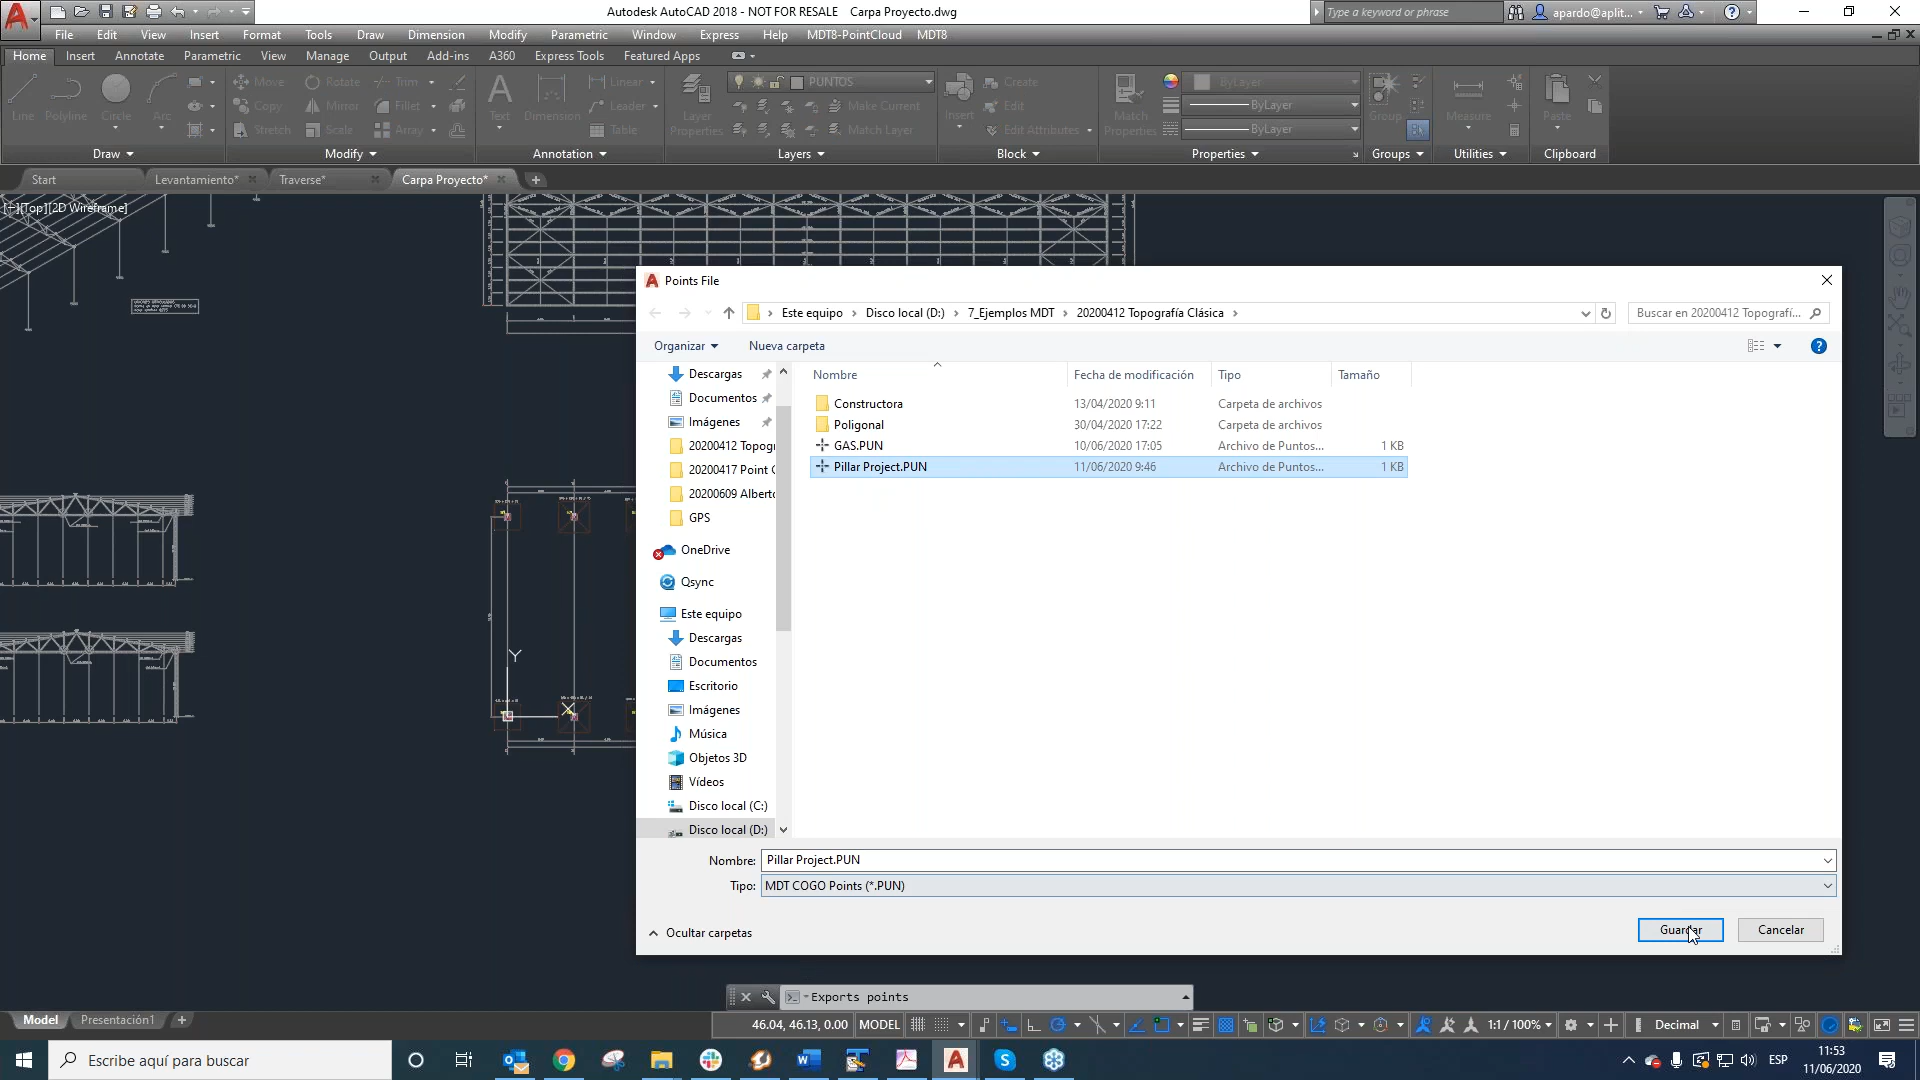 Autodesk AutoCAD 2018 - NOT FOR RESALE Carpa Proyecto.dwg
Type a keyword or phrase
apardo@aplit...
File Edit View Insert Format Tools Draw Dimension Modify Parametric Window Express Help MDT8-PointCloud MDT8
Home Insert Annotate Parametric View Manage Output Add-ins A360 Express Tools Featured Apps
Line Polyline Circle Arc
Move Rotate Trim
Copy Mirror Fillet
Stretch Scale Array
Text Dimension
Linear
Leader
Table
Layer Properties
PUNTOS
Make Current
Match Layer
Insert
Create
Edit
Edit Attributes
Match Properties
ByLayer
ByLayer
ByLayer
Group
Measure
Paste
Draw Modify Annotation Layers Block Properties Groups Utilities Clipboard
Start Levantamiento* Traverse* Carpa Proyecto*
[−][Top][2D Wireframe]
Y
X
Points File
Este equipo Disco local (D:) 7_Ejemplos MDT 20200412 Topografía Clásica
Buscar en 20200412 Topografí...
Organizar Nueva carpeta
Descargas
Documentos
Imágenes
20200412 Topogr
20200417 Point C
20200609 Alberto
GPS
OneDrive
Qsync
Este equipo
Descargas
Documentos
Escritorio
Imágenes
Música
Objetos 3D
Vídeos
Disco local (C:)
Disco local (D:)
Nombre Fecha de modificación Tipo Tamaño
Constructora 13/04/2020 9:11 Carpeta de archivos
Poligonal 30/04/2020 17:22 Carpeta de archivos
GAS.PUN 10/06/2020 17:05 Archivo de Puntos... 1 KB
Pillar Project.PUN 11/06/2020 9:46 Archivo de Puntos... 1 KB
Nombre: Pillar Project.PUN
Tipo: MDT COGO Points (*.PUN)
Ocultar carpetas
Guardar Cancelar
Exports points
Model Presentación1
46.04, 46.13, 0.00 MODEL
1:1 / 100%
Decimal
Escribe aquí para buscar
ESP
11:53
11/06/2020